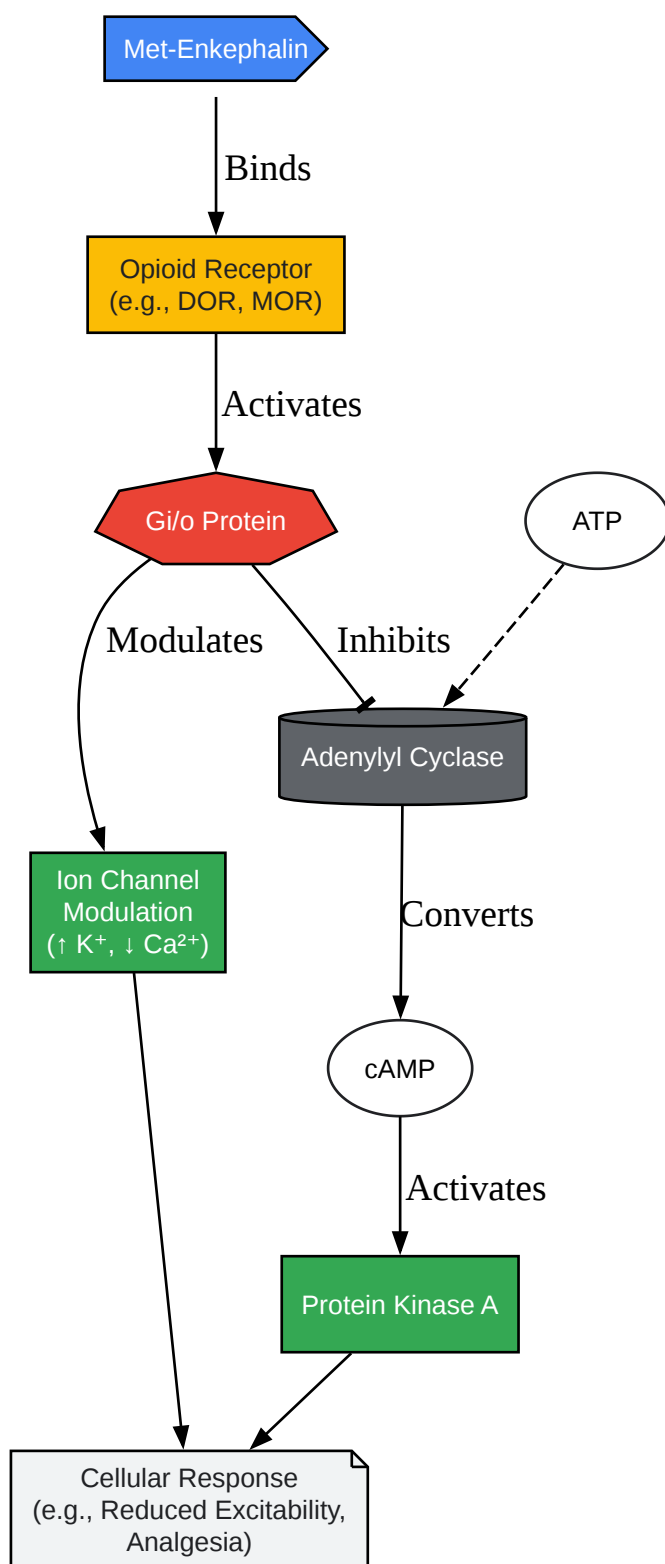 Met-Enkephalin
Binds
Opioid Receptor
(e.g., DOR, MOR)
Activates
Gi/o Protein
ATP
Modulates
Inhibits
Adenylyl Cyclase
Ion Channel
Modulation
(↑ K⁺, ↓ Ca²⁺)
Converts
cAMP
Activates
Protein Kinase A
Cellular Response
(e.g., Reduced Excitability,
Analgesia)